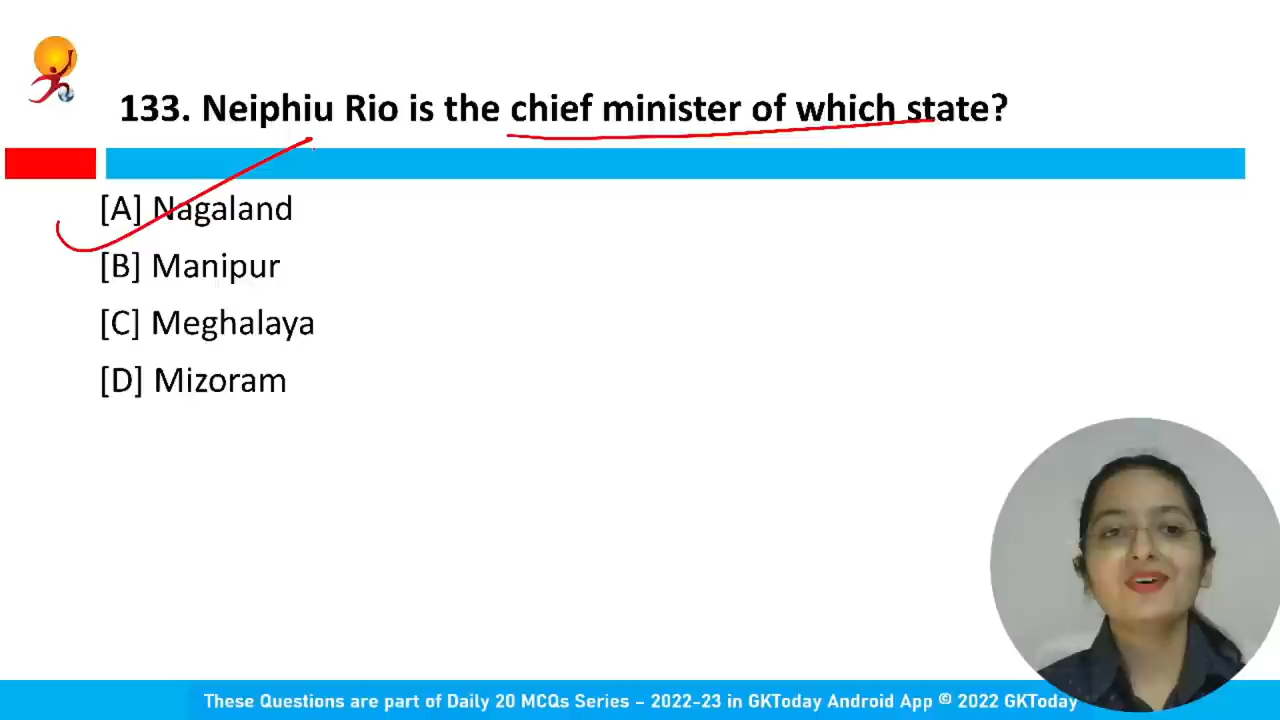 133. Neiphiu Rio is the chief minister of which state?
[A] Nagaland
[B] Manipur
[C] Meghalaya
[D] Mizoram
These Questions are part of Daily 20 MCQs Series – 2022-23 in GKToday Android App © 2022 GKToday